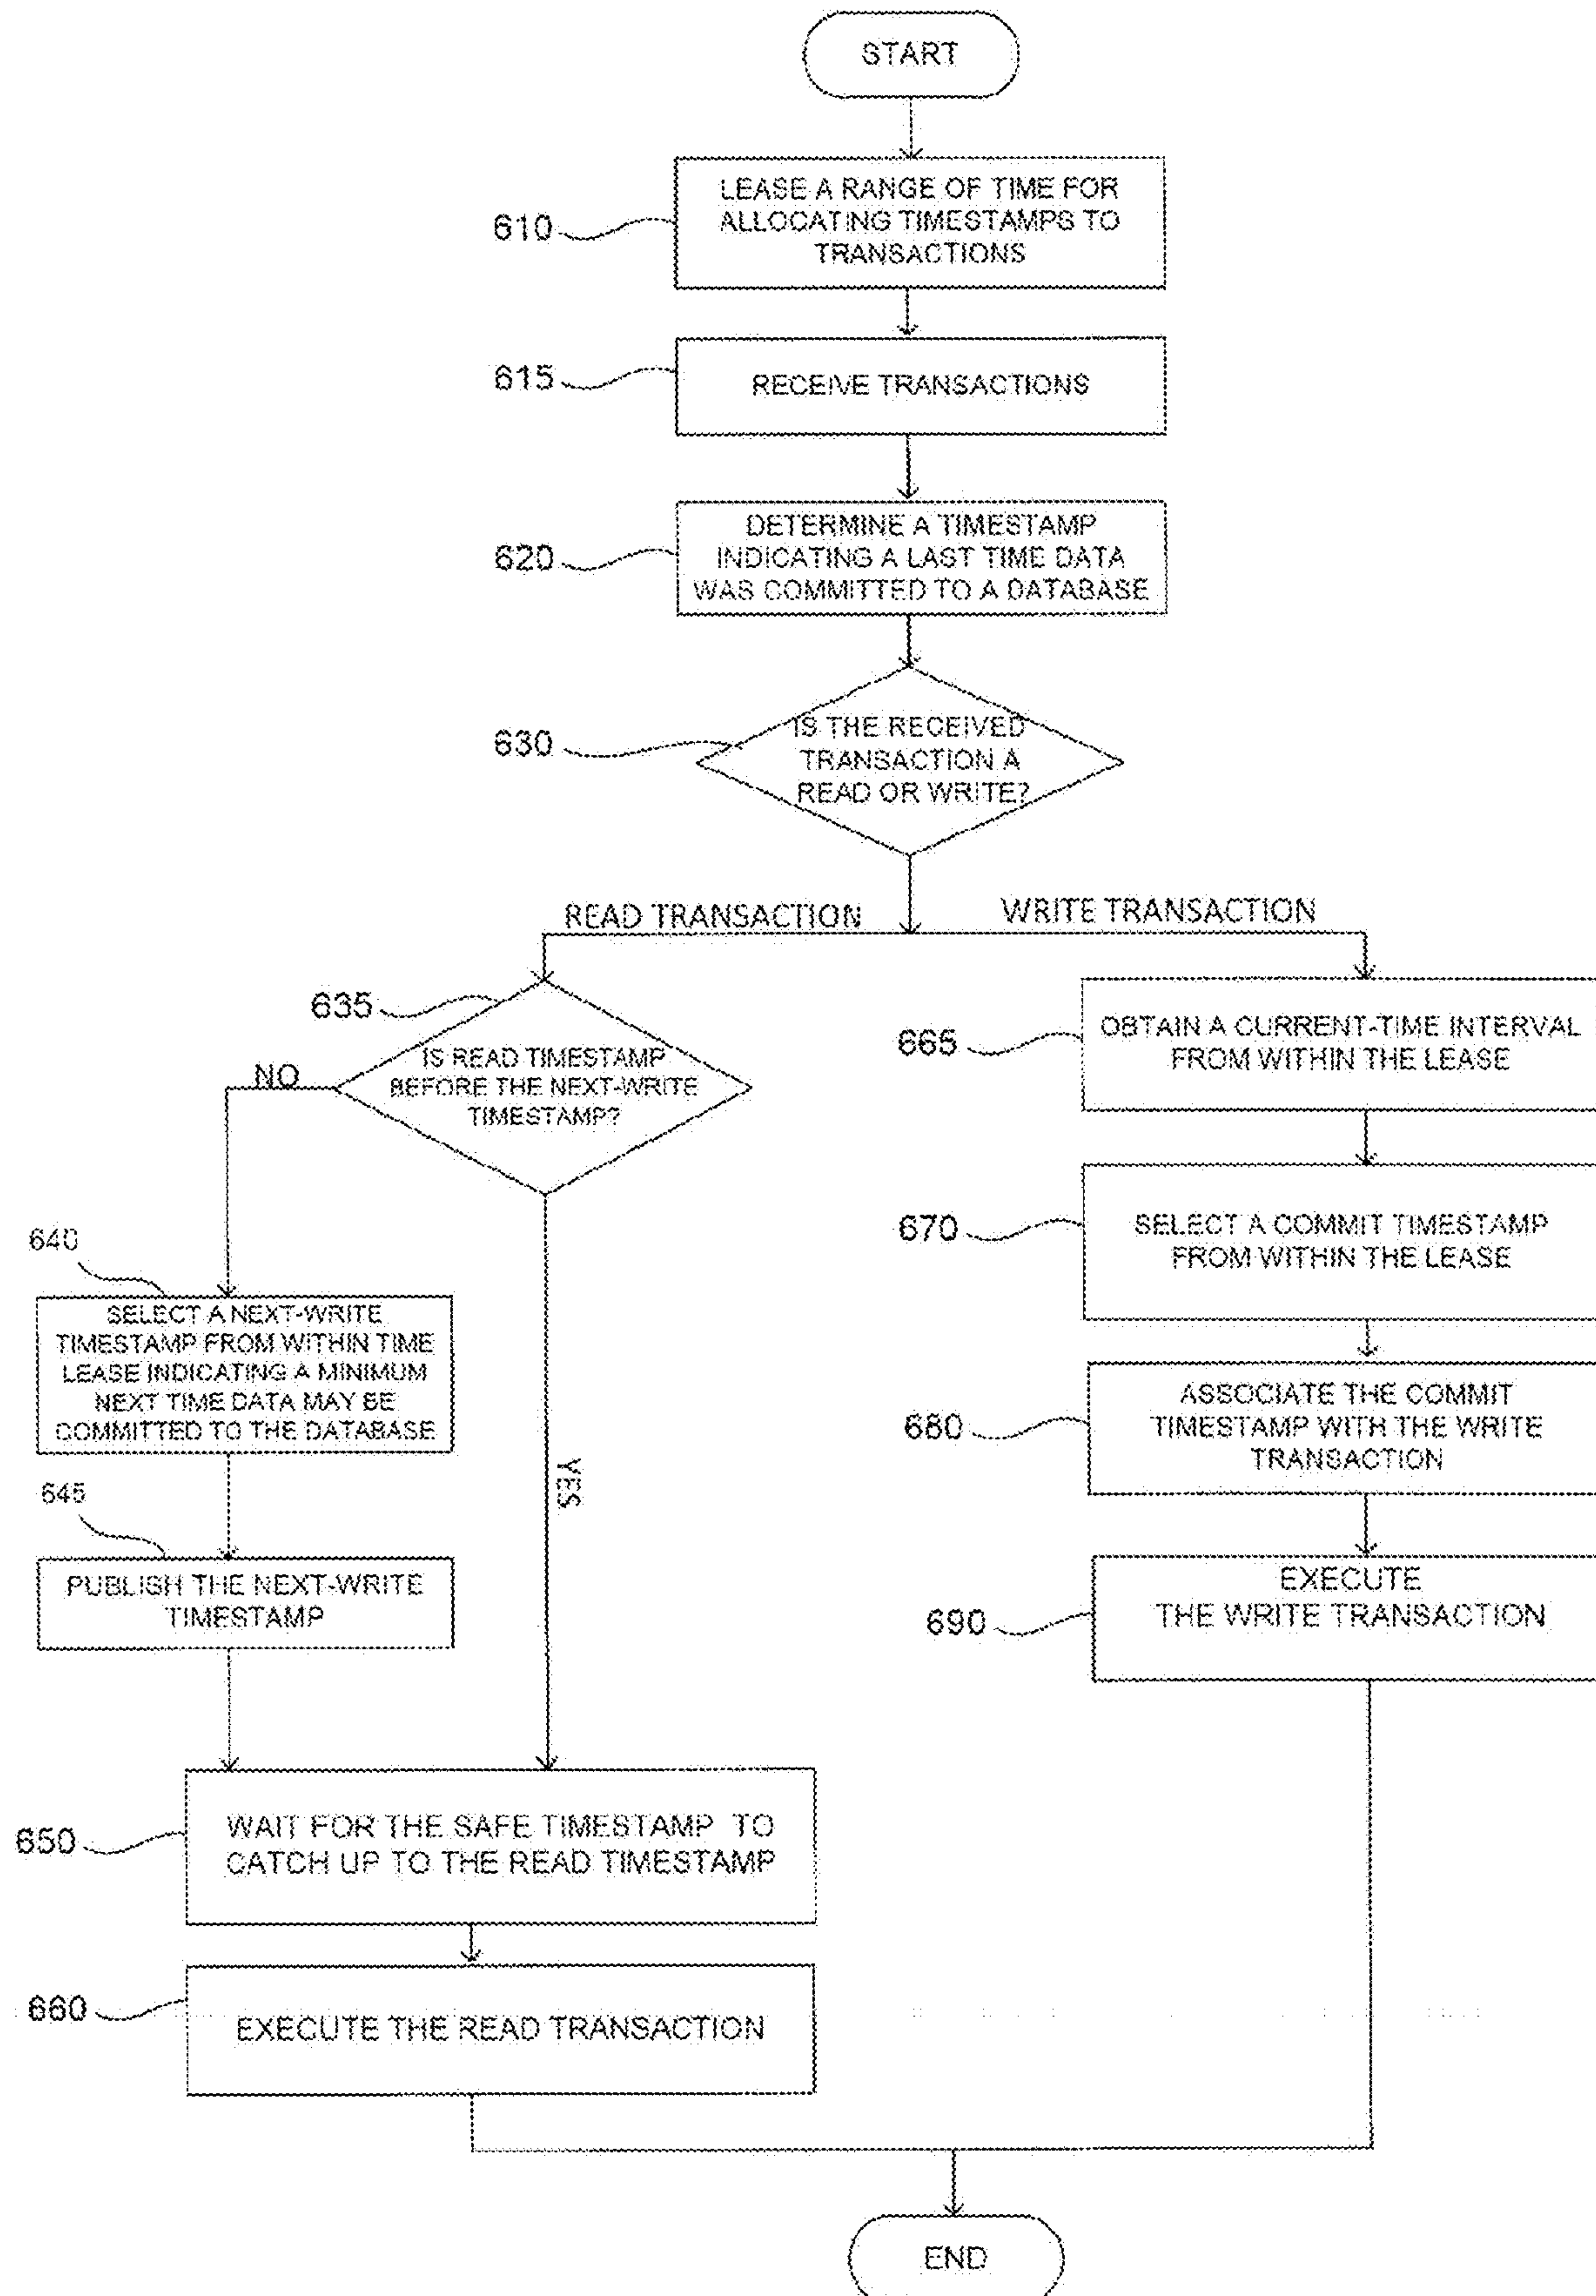 START
610
LEASE A RANGE OF TIME FOR
ALLOCATING TIMESTAMPS TO
TRANSACTIONS
615
RECEIVE TRANSACTIONS
620
DETERMINE A TIMESTAMP
INDICATING A LAST TIME DATA
WAS COMMITTED TO A DATABASE
630
IS THE RECEIVED
TRANSACTION A
READ OR WRITE?
READ TRANSACTION
WRITE TRANSACTION
635
IS READ TIMESTAMP
BEFORE THE NEXT-WRITE
TIMESTAMP?
NO
YES
640
SELECT A NEXT-WRITE
TIMESTAMP FROM WITHIN TIME
LEASE INDICATING A MINIMUM
NEXT TIME DATA MAY BE
COMMITTED TO THE DATABASE
645
PUBLISH THE NEXT-WRITE
TIMESTAMP
650
WAIT FOR THE SAFE TIMESTAMP TO
CATCH UP TO THE READ TIMESTAMP
660
EXECUTE THE READ TRANSACTION
665
OBTAIN A CURRENT-TIME INTERVAL
FROM WITHIN THE LEASE
670
SELECT A COMMIT TIMESTAMP
FROM WITHIN THE LEASE
680
ASSOCIATE THE COMMIT
TIMESTAMP WITH THE WRITE
TRANSACTION
690
EXECUTE
THE WRITE TRANSACTION
END